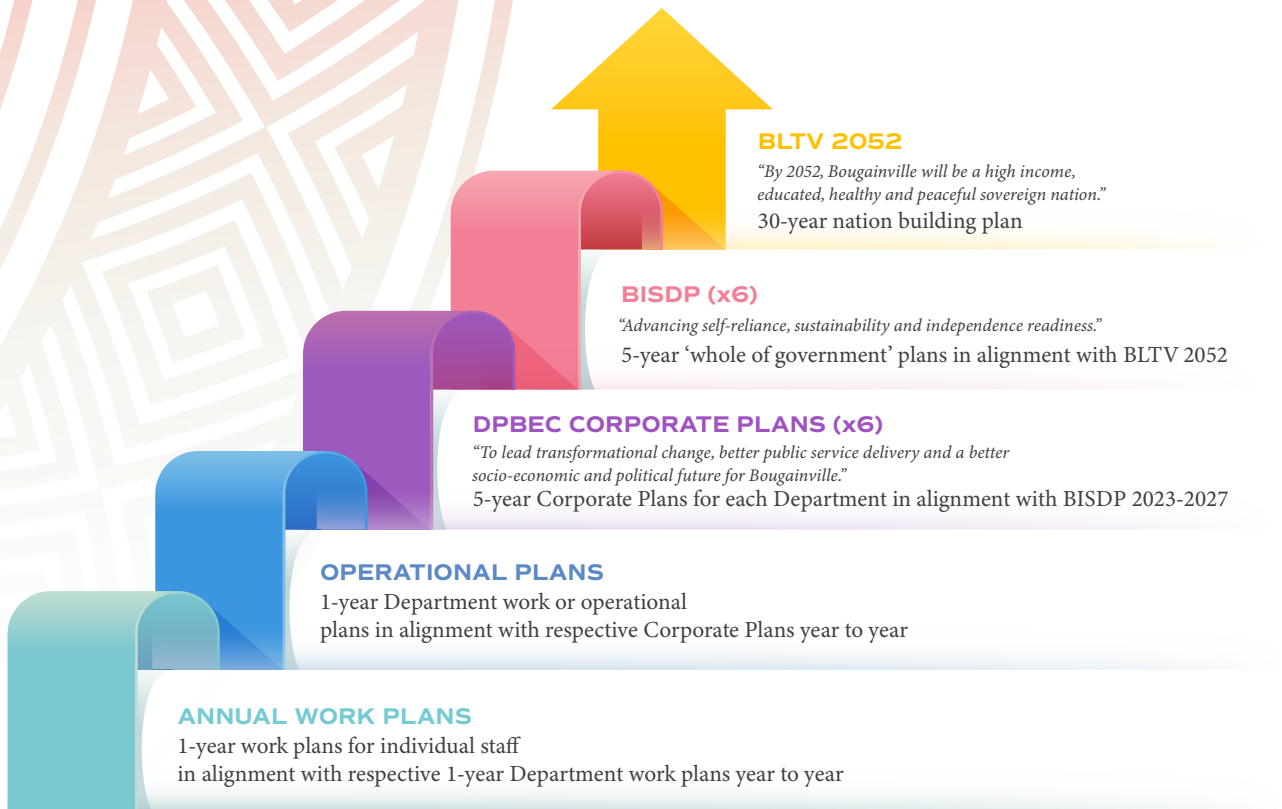 BLTV 2052
“By 2052, Bougainville will be a high income,
educated, healthy and peaceful sovereign nation.”
30-year nation building plan
BISDP (x6)
“Advancing self-reliance, sustainability and independence readiness.”
5-year ‘whole of government’ plans in alignment with BLTV 2052
DPBEC CORPORATE PLANS (x6)
“To lead transformational change, better public service delivery and a better
socio-economic and political future for Bougainville.”
5-year Corporate Plans for each Department in alignment with BISDP 2023-2027
OPERATIONAL PLANS
1-year Department work or operational
plans in alignment with respective Corporate Plans year to year
ANNUAL WORK PLANS
1-year work plans for individual staff
in alignment with respective 1-year Department work plans year to year